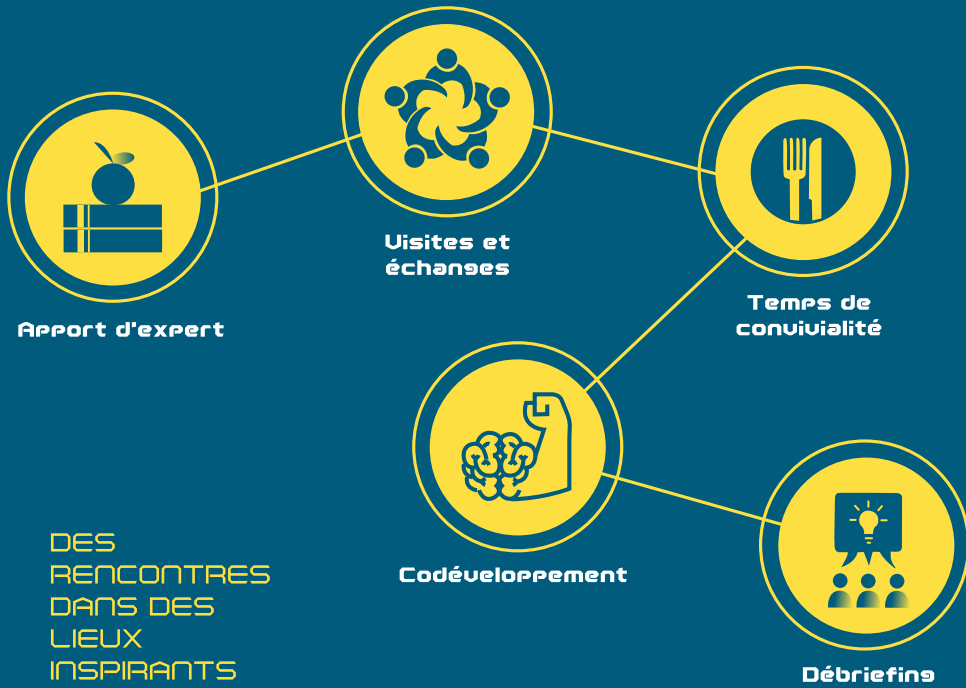 Visites et
échanges
Apport d'expert
Temps de
convivialité
Codéveloppement
DES
RENCONTRES
DANS DES
LIEUX
INSPIRANTS
Débriefing